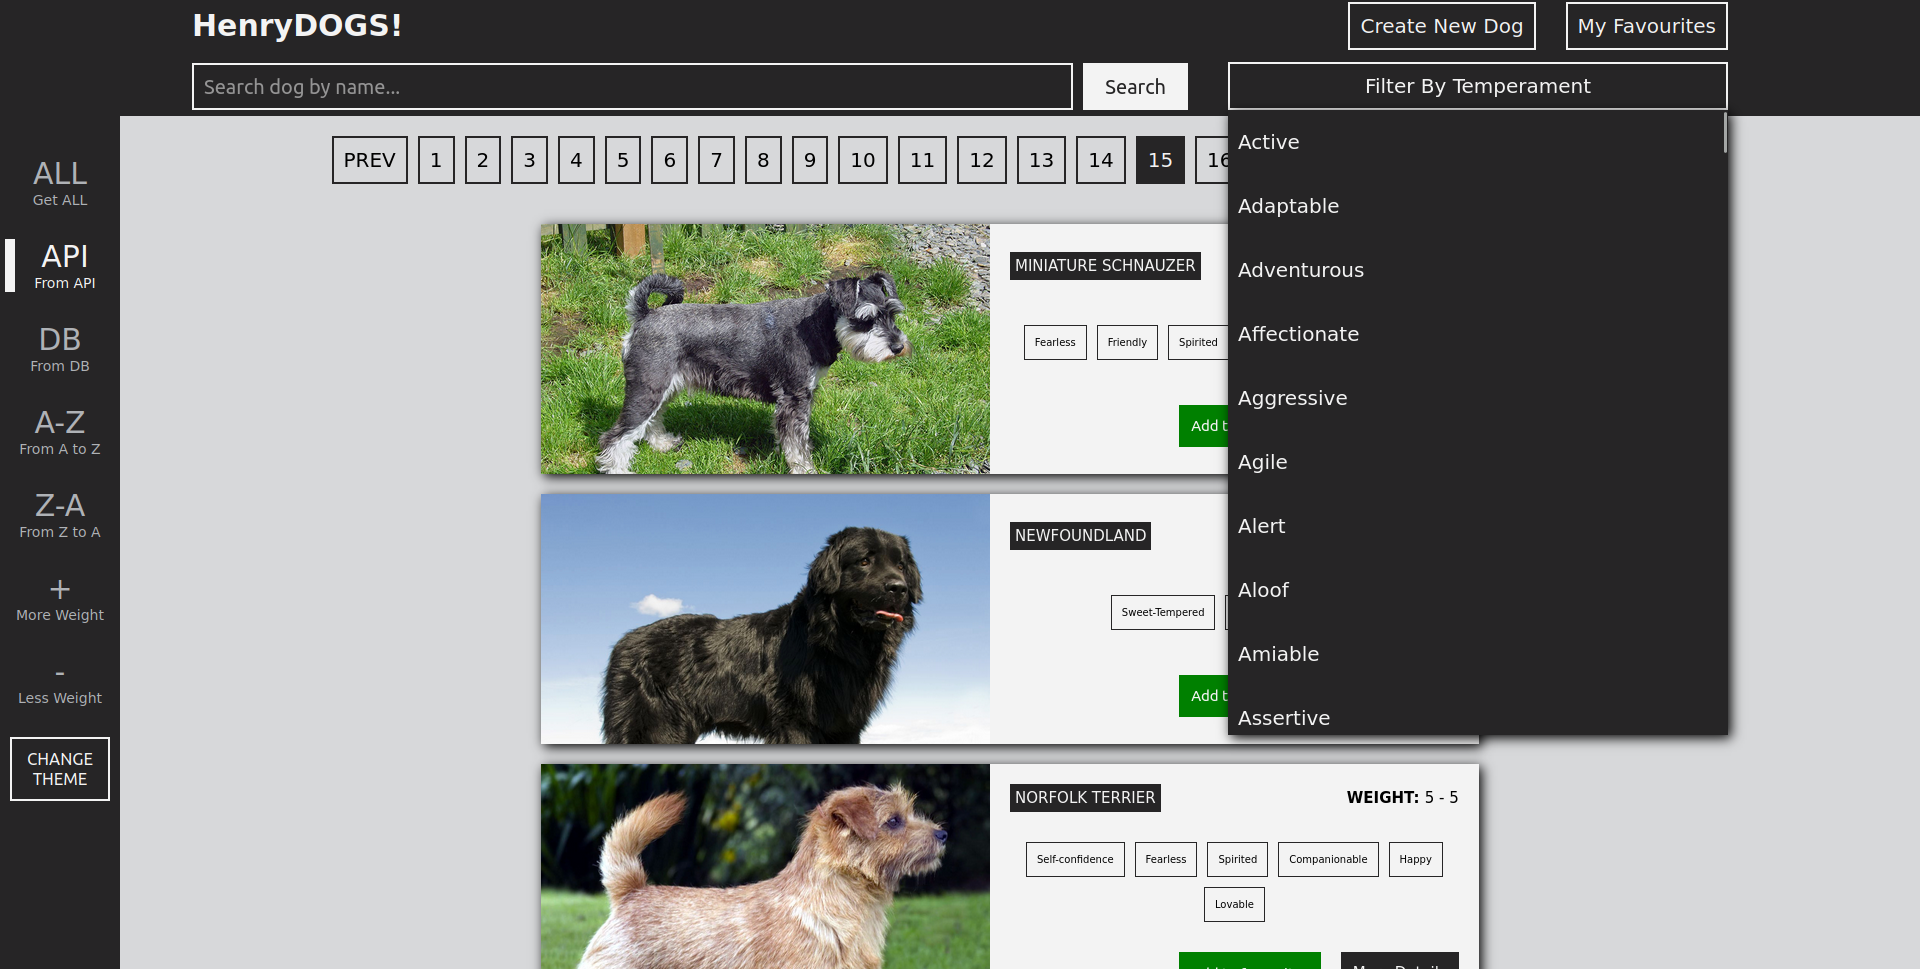 HenryDOGS!
Create New Dog
My Favourites
Search dog by name...
Search
Filter By Temperament
PREV 1 2 3 4 5 6 7 8 9 10 11 12 13 14 15 16
ALL
Get ALL
API
From API
DB
From DB
A-Z
From A to Z
Z-A
From Z to A
+
More Weight
-
Less Weight
CHANGE
THEME
Active
Adaptable
Adventurous
Affectionate
Aggressive
Agile
Alert
Aloof
Amiable
Assertive
MINIATURE SCHNAUZER
Fearless Friendly Spirited
Add t
NEWFOUNDLAND
Sweet-Tempered
Add t
NORFOLK TERRIER
WEIGHT: 5 - 5
Self-confidence Fearless Spirited Companionable Happy
Lovable